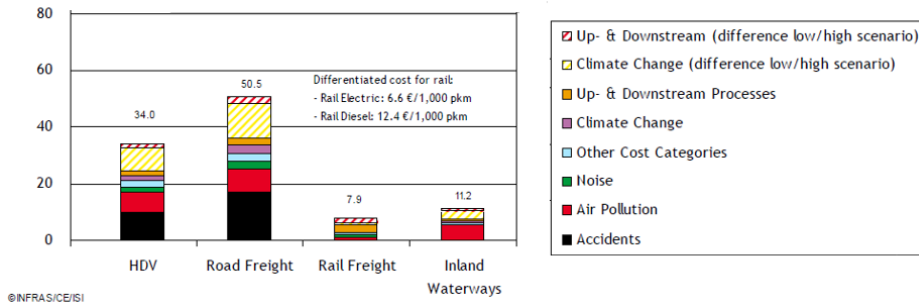 80
60
40
20
0
34.0
50.5
7.9
11.2
Differentiated cost for rail:
- Rail Electric: 6.6 €/1,000 pkm
- Rail Diesel: 12.4 €/1,000 pkm
HDV
Road Freight
Rail Freight
Inland
Waterways
Up- & Downstream (difference low/high scenario)
Climate Change (difference low/high scenario)
Up- & Downstream Processes
Climate Change
Other Cost Categories
Noise
Air Pollution
Accidents
©INFRAS/CE/ISI